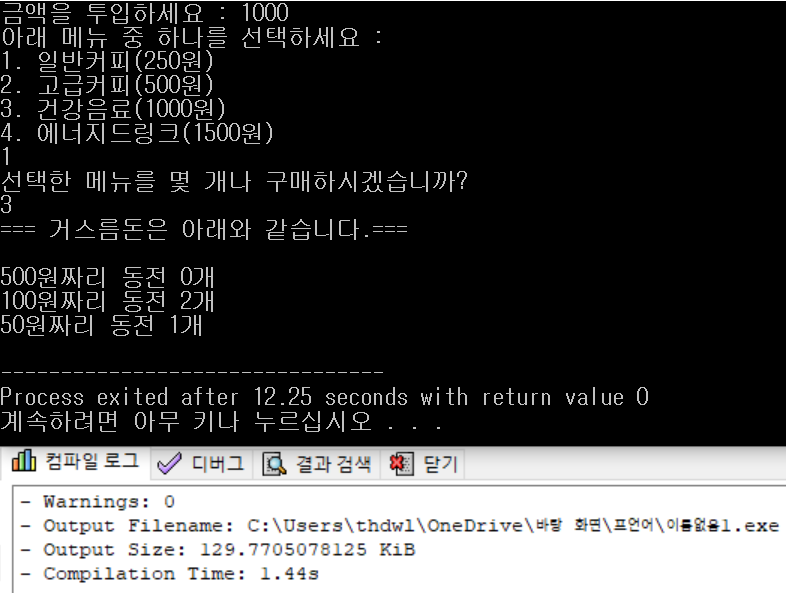 금액을 투입하세요 : 1000
아래 메뉴 중 하나를 선택하세요 :
1. 일반커피(250원)
2. 고급커피(500원)
3. 건강음료(1000원)
4. 에너지드링크(1500원)
1
선택한 메뉴를 몇 개나 구매하시겠습니까?
3
=== 거스름돈은 아래와 같습니다.===
500원짜리 동전 0개
100원짜리 동전 2개
50원짜리 동전 1개
--------------------------------
Process exited after 12.25 seconds with return value 0
계속하려면 아무 키나 누르십시오 . . .
컴파일 로그 디버그 결과 검색 닫기
- Warnings: 0
- Output Filename: C:\Users\thdwl\OneDrive\바탕 화면\프언어\이름없음1.exe
- Output Size: 129.7705078125 KiB
- Compilation Time: 1.44s